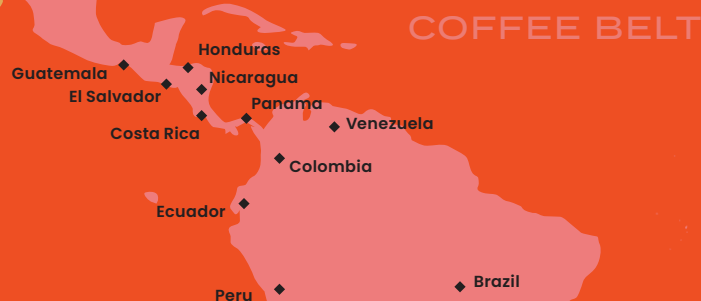 COFFEE BELT
Honduras
Guatemala
Nicaragua
El Salvador
Panama
Venezuela
Costa Rica
Colombia
Ecuador
Brazil
Peru